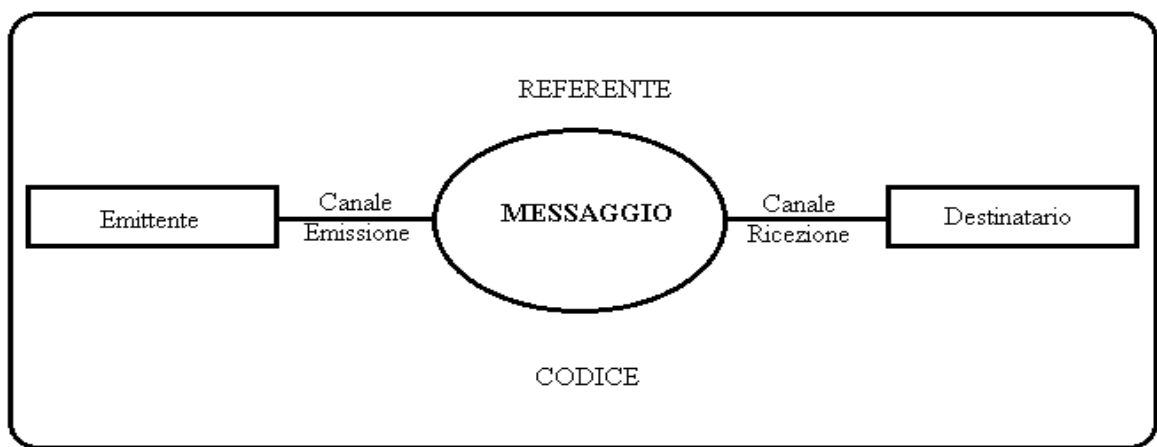 REFERENTE
Emittente
Canale
Emissione
MESSAGGIO
Canale
Ricezione
Destinatario
CODICE